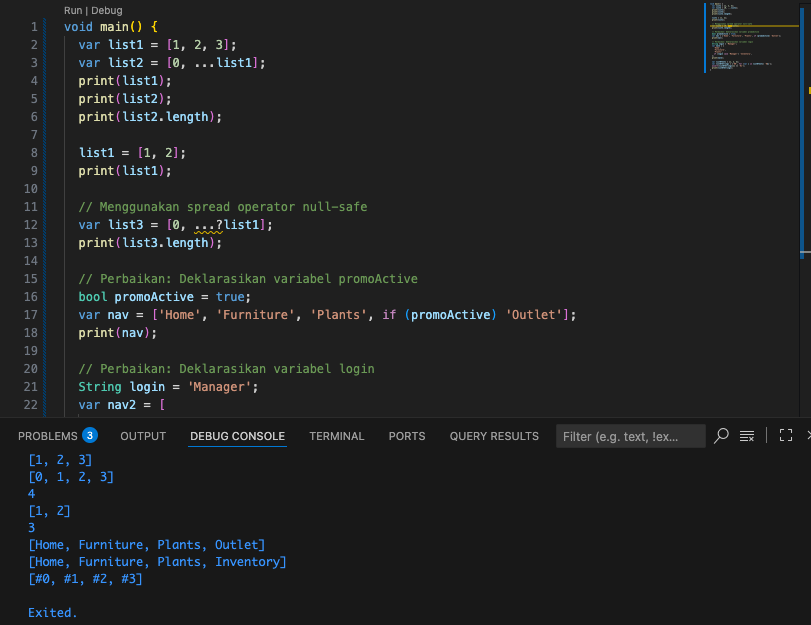 Run | Debug
1 void main() {
2 var list1 = [1, 2, 3];
3 var list2 = [0, ...list1];
4 print(list1);
5 print(list2);
6 print(list2.length);
7
8 list1 = [1, 2];
9 print(list1);
10
11 // Menggunakan spread operator null-safe
12 var list3 = [0, ...?list1];
13 print(list3.length);
14
15 // Perbaikan: Deklarasikan variabel promoActive
16 bool promoActive = true;
17 var nav = ['Home', 'Furniture', 'Plants', if (promoActive) 'Outlet'];
18 print(nav);
19
20 // Perbaikan: Deklarasikan variabel login
21 String login = 'Manager';
22 var nav2 = [
PROBLEMS 3 OUTPUT DEBUG CONSOLE TERMINAL PORTS QUERY RESULTS Filter (e.g. text, !ex...
[1, 2, 3]
[0, 1, 2, 3]
4
[1, 2]
3
[Home, Furniture, Plants, Outlet]
[Home, Furniture, Plants, Inventory]
[#0, #1, #2, #3]
Exited.